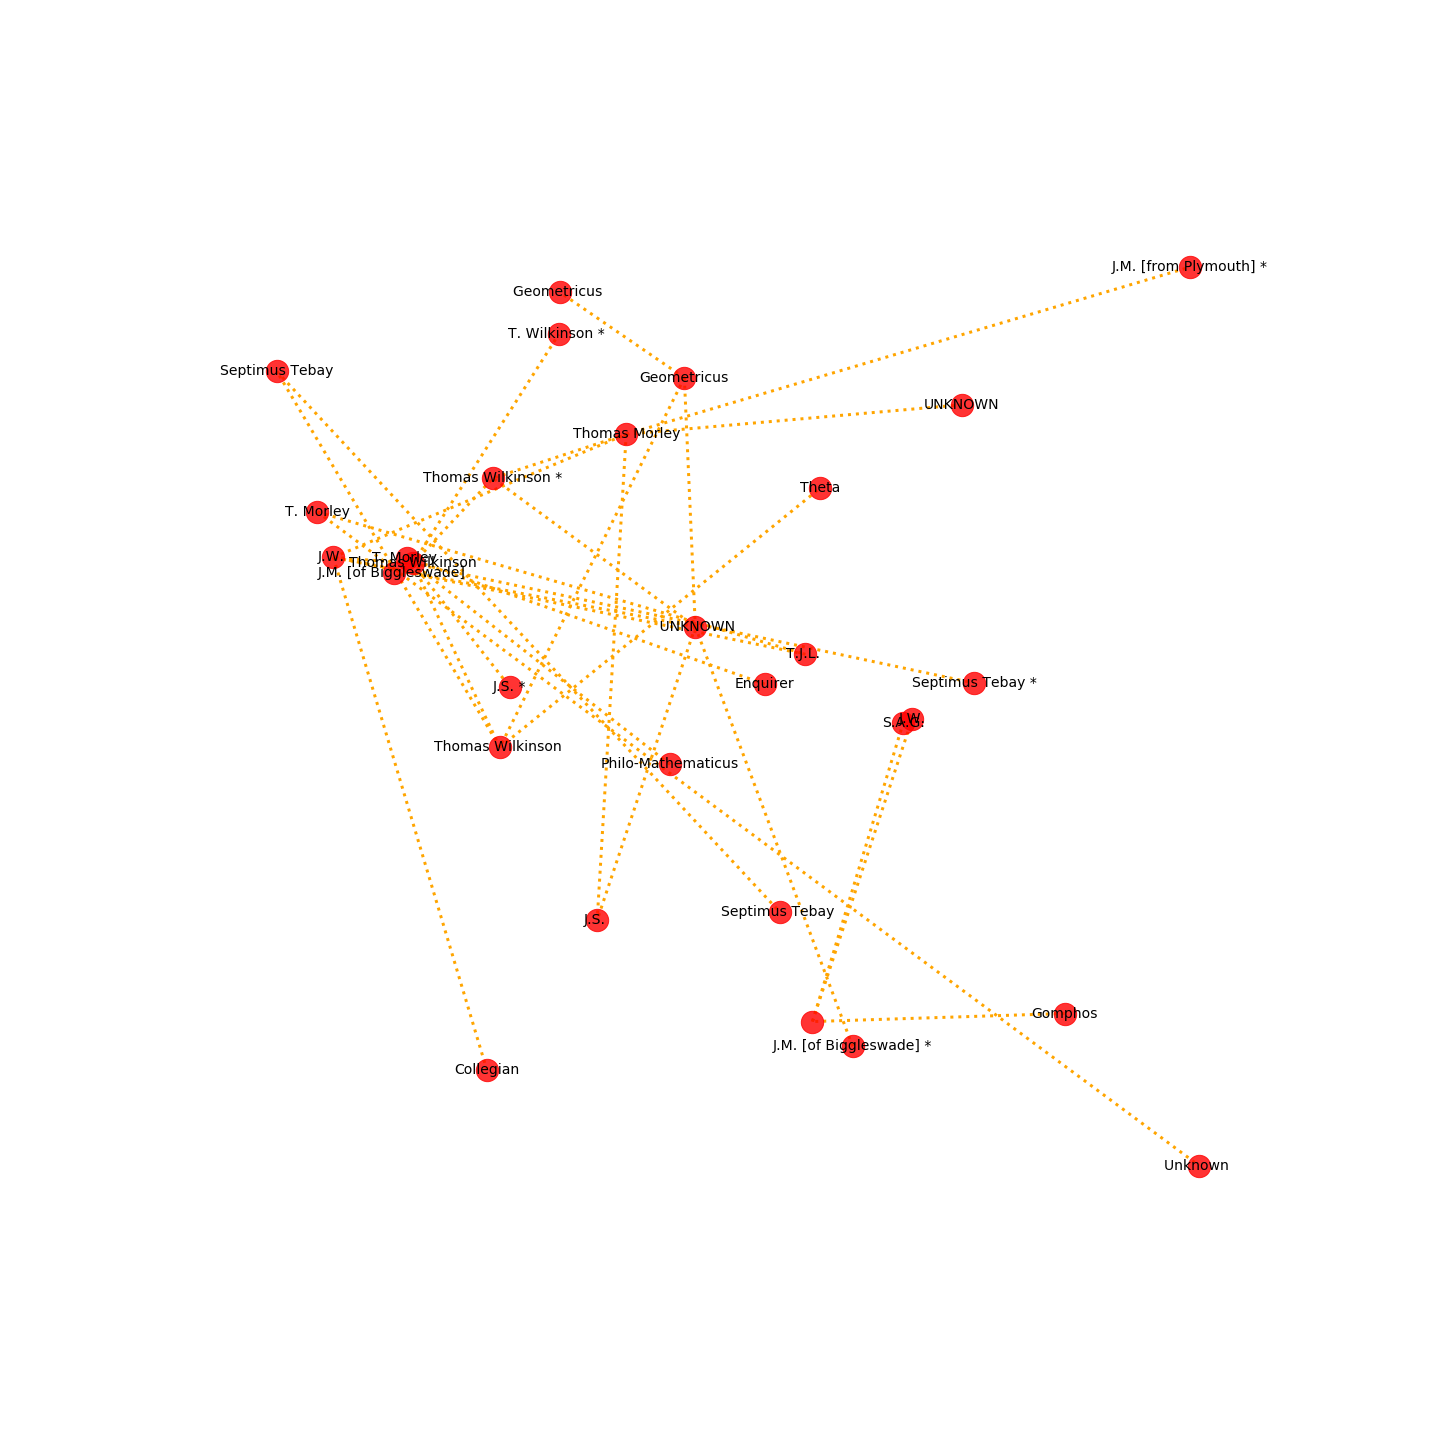 J.M. [from Plymouth] *
Geometricus
T. Wilkinson *
Septimus Tebay
Geometricus
UNKNOWN
Thomas Morley
Thomas Wilkinson *
Theta
T. Morley
J.W.
T. Morley
Thomas Wilkinson
J.M. [of Biggleswade]
UNKNOWN
T.J.L.
Enquirer
Septimus Tebay *
J.S. *
J.W.
S.A.G.
Thomas Wilkinson
Philo-Mathematicus
Septimus Tebay
J.S.
Gomphos
J.M. [of Biggleswade] *
Collegian
Unknown